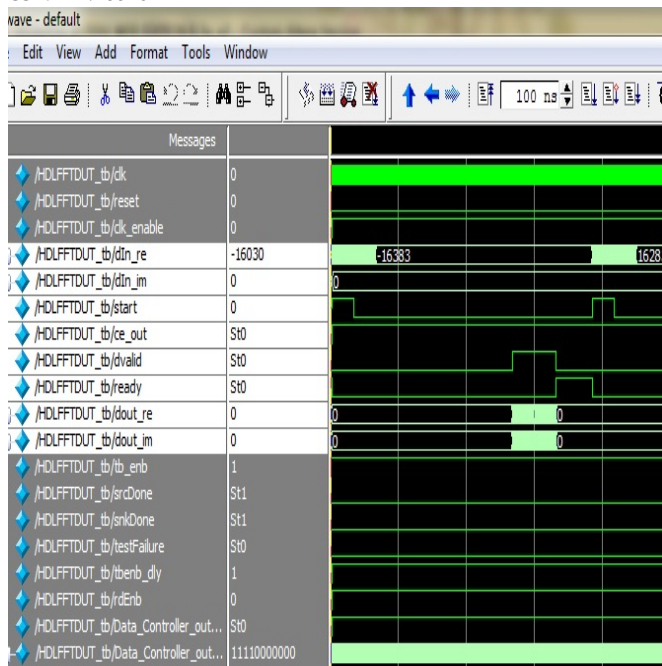 wave - default
Edit View Add Format Tools Window
100 ns
Messages
/HDLFFTDUT_tb/clk 0
/HDLFFTDUT_tb/reset 0
/HDLFFTDUT_tb/clk_enable 0
/HDLFFTDUT_tb/dIn_re -16030 -16383 1628
/HDLFFTDUT_tb/dIn_im 0 0
/HDLFFTDUT_tb/start 0
/HDLFFTDUT_tb/ce_out St0
/HDLFFTDUT_tb/dvalid St0
/HDLFFTDUT_tb/ready St0
/HDLFFTDUT_tb/dout_re 0 0 0
/HDLFFTDUT_tb/dout_im 0 0 0
/HDLFFTDUT_tb/tb_enb 1
/HDLFFTDUT_tb/srcDone St1
/HDLFFTDUT_tb/snkDone St1
/HDLFFTDUT_tb/testFailure St0
/HDLFFTDUT_tb/tbenb_dly 1
/HDLFFTDUT_tb/rdEnb 0
/HDLFFTDUT_tb/Data_Controller_out... St0
/HDLFFTDUT_tb/Data_Controller_out... 11110000000